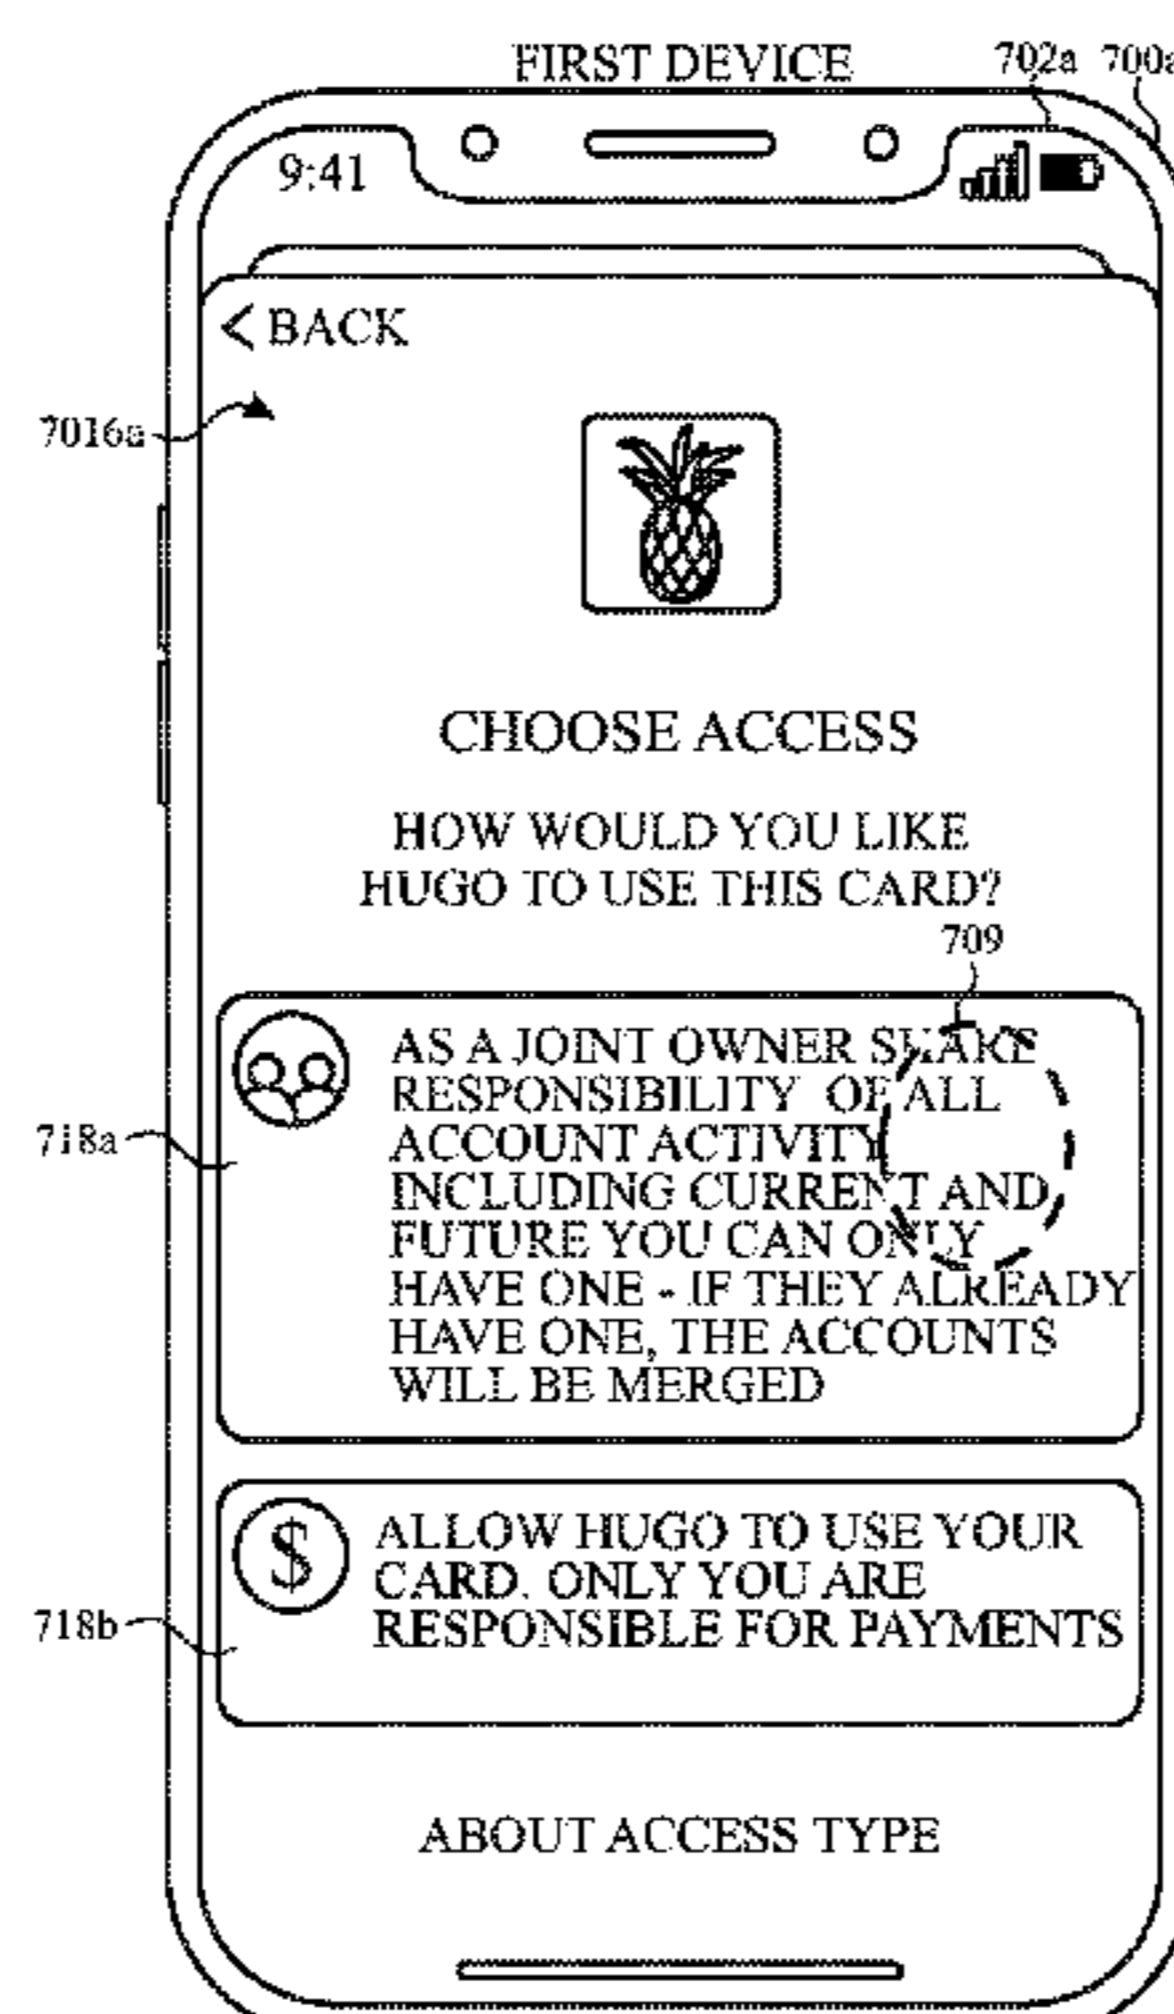 FIRST DEVICE
702a 700a
9:41
< BACK
7016a
CHOOSE ACCESS
HOW WOULD YOU LIKE
HUGO TO USE THIS CARD?
709
AS A JOINT OWNER SHARE
RESPONSIBILITY OF ALL
718a
ACCOUNT ACTIVITY
INCLUDING CURRENT AND
FUTURE YOU CAN ONLY
HAVE ONE - IF THEY ALREADY
HAVE ONE, THE ACCOUNTS
WILL BE MERGED
$
ALLOW HUGO TO USE YOUR
CARD. ONLY YOU ARE
718b
RESPONSIBLE FOR PAYMENTS
ABOUT ACCESS TYPE